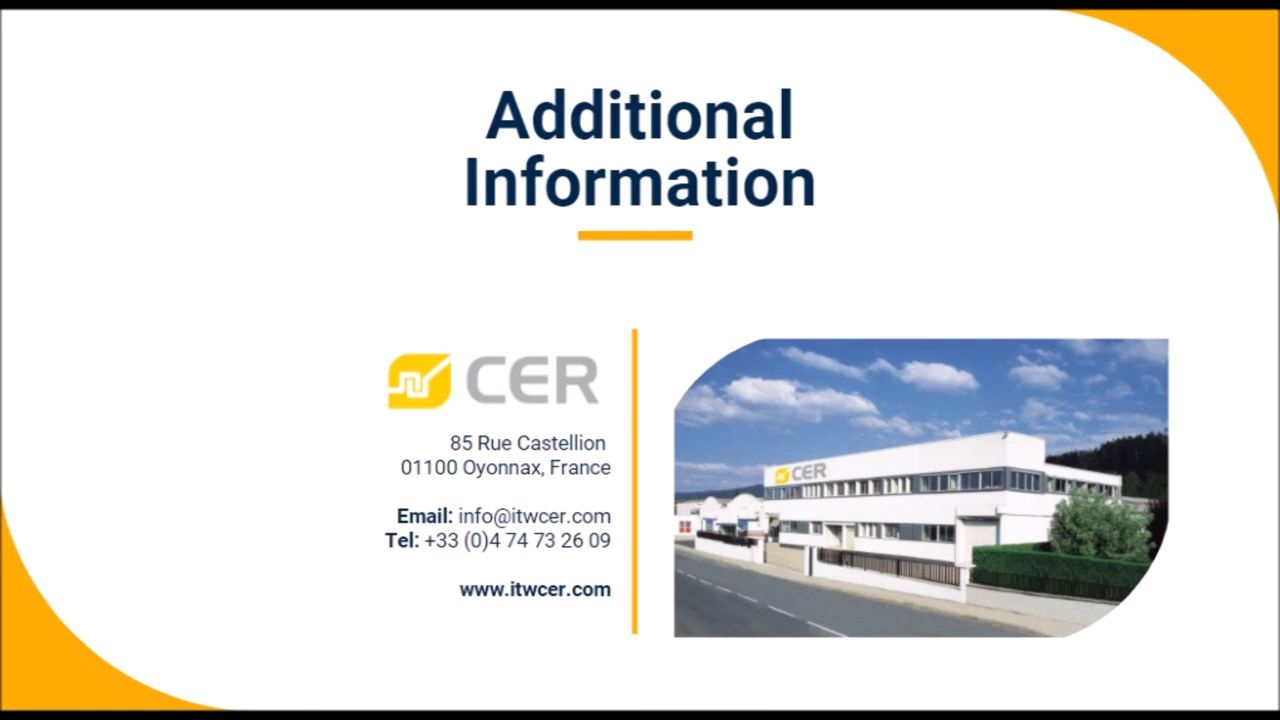 Additional
Information
CER
85 Rue Castellion
01100 Oyonnax, France
Email: info@itwcer.com
Tel: +33 (0)4 74 73 26 09
www.itwcer.com
CER